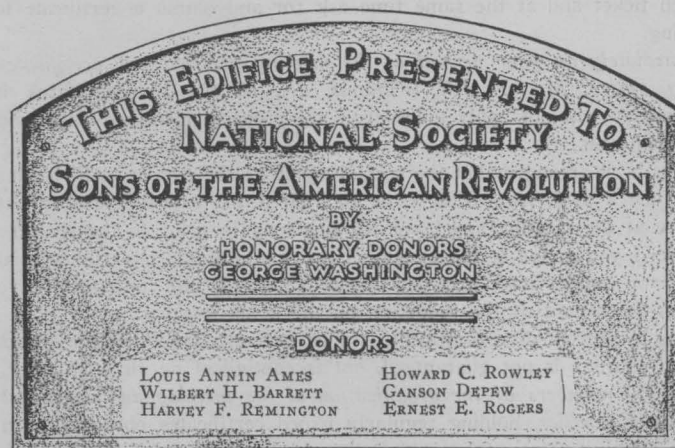 THIS EDIFICE PRESENTED TO
NATIONAL SOCIETY
SONS OF THE AMERICAN REVOLUTION
BY
HONORARY DONORS
GEORGE WASHINGTON
DONORS
LOUIS ANNIN AMES
WILBERT H. BARRETT
HARVEY F. REMINGTON
HOWARD C. ROWLEY
GANSON DEPEW
ERNEST E. ROGERS